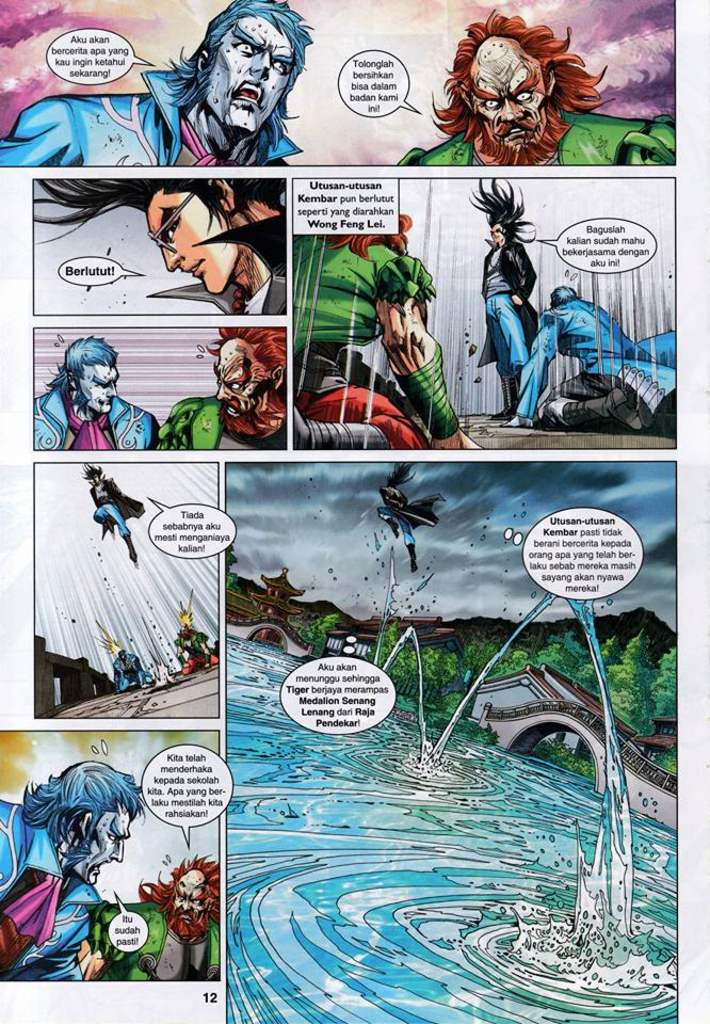 Aku akan
bercerita apa yang
kau ingin ketahui
sekarang!
Tolonglah
bersihkan
bisa dalam
badan kami
ini!
Berlutut!
Utusan-utusan
Kembar pun berlutut
seperti yang diarahkan
Wong Feng Lei.
Baguslah
kalian sudah mahu
bekerjasama dengan
aku ini!
Tiada
sebabnya aku
mesti menganiaya
kalian!
Utusan-utusan
Kembar pasti tidak
berani bercerita kepada
orang apa yang telah ber-
laku sebab mereka masih
sayang akan nyawa
mereka!
Aku akan
menunggu sehingga
Tiger berjaya merampas
Medalion Senang
Lenang dari Raja
Pendekar!
Kita telah
menderhaka
kepada sekolah
kita. Apa yang ber-
laku mestilah kita
rahsiakan!
Itu
sudah
pasti!
12